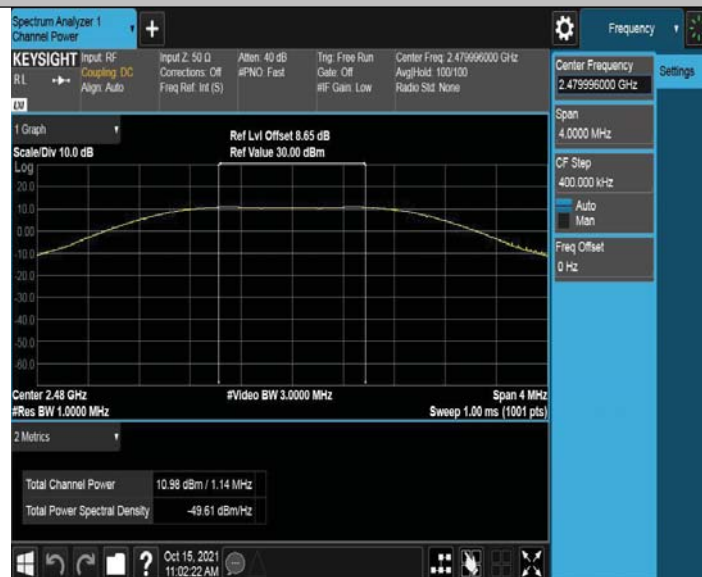 Spectrum Analyzer 1
Channel Power
+
Frequency
KEYSIGHT
RL
Input: RF
Coupling: DC
Align: Auto
Input Z: 50 Ω
Corrections: Off
Freq Ref: Int (S)
Atten: 40 dB
#PNO: Fast
Trig: Free Run
Gate: Off
#IF Gain: Low
Center Freq: 2.479996000 GHz
Avg|Hold: 100/100
Radio Std: None
LXI
Center Frequency
2.479996000 GHz
Settings
Span
4.0000 MHz
CF Step
400.000 kHz
Auto
Man
Freq Offset
0 Hz
1 Graph
Scale/Div 10.0 dB
Ref Lvl Offset 8.65 dB
Ref Value 30.00 dBm
Log
20.0
10.0
0.00
-10.0
-20.0
-30.0
-40.0
-50.0
-60.0
Center 2.48 GHz
#Video BW 3.0000 MHz
Span 4 MHz
#Res BW 1.0000 MHz
Sweep 1.00 ms (1001 pts)
2 Metrics
Total Channel Power
10.98 dBm / 1.14 MHz
Total Power Spectral Density
-49.61 dBm/Hz
?
Oct 15, 2021
11:02:22 AM